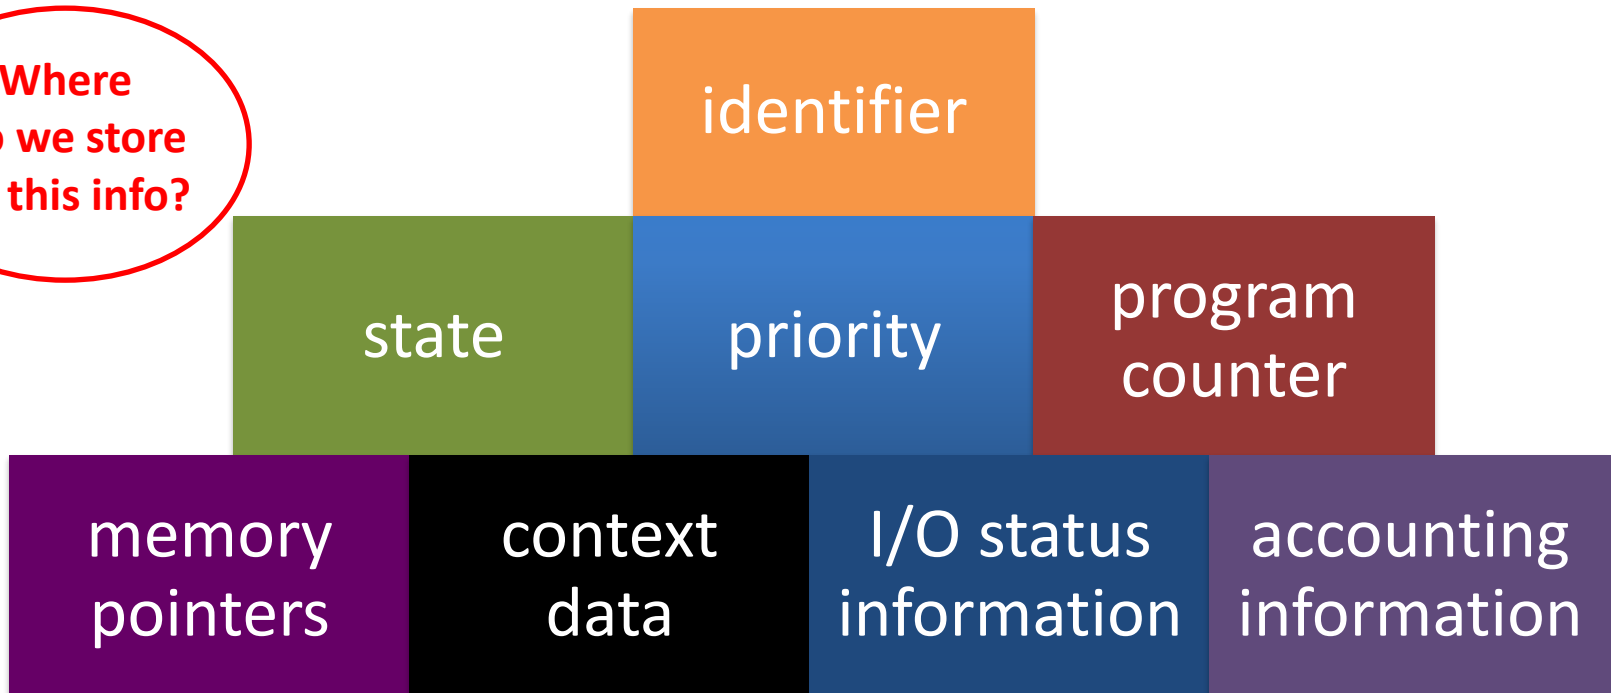 Where
we store
this info?
identifier
state
priority
program
counter
memory
pointers
context
data
I/O status
information
accounting
information